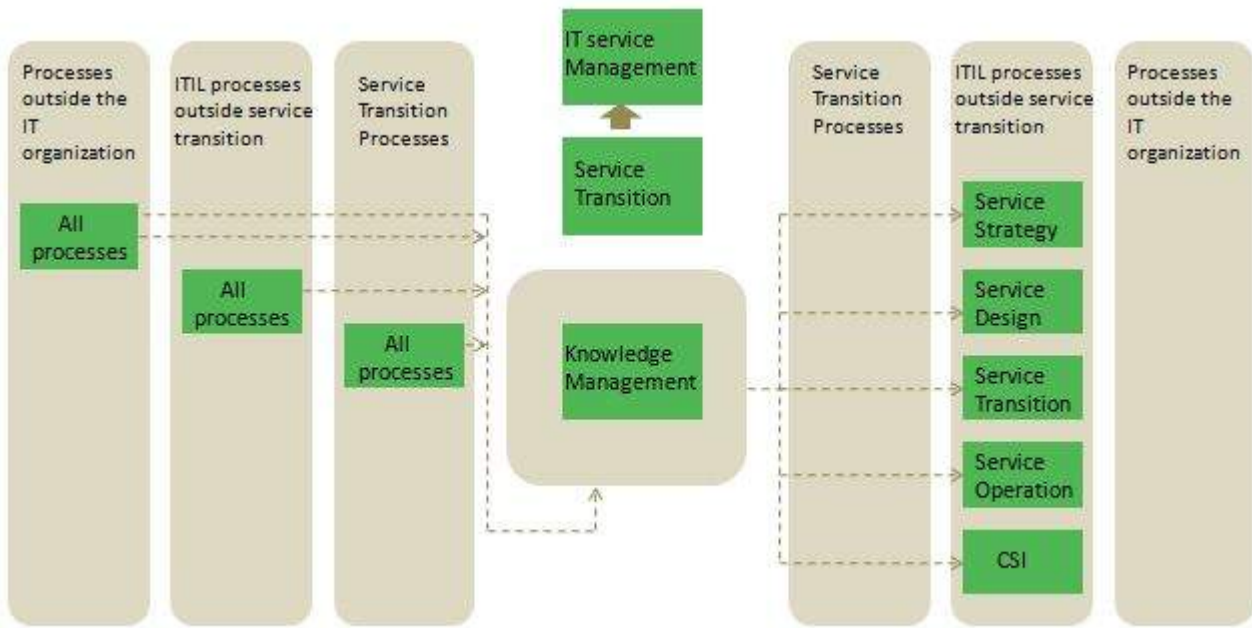 Processes
outside the
IT
organization
All
processes
ITIL processes
outside service
transition
All
processes
Service
Transition
Processes
All
processes
IT service
Management
Service
Transition
Knowledge
Management
Service
Transition
Processes
ITIL processes
outside service
transition
Service
Strategy
Service
Design
Service
Transition
Service
Operation
CSI
Processes
outside the
IT
organization